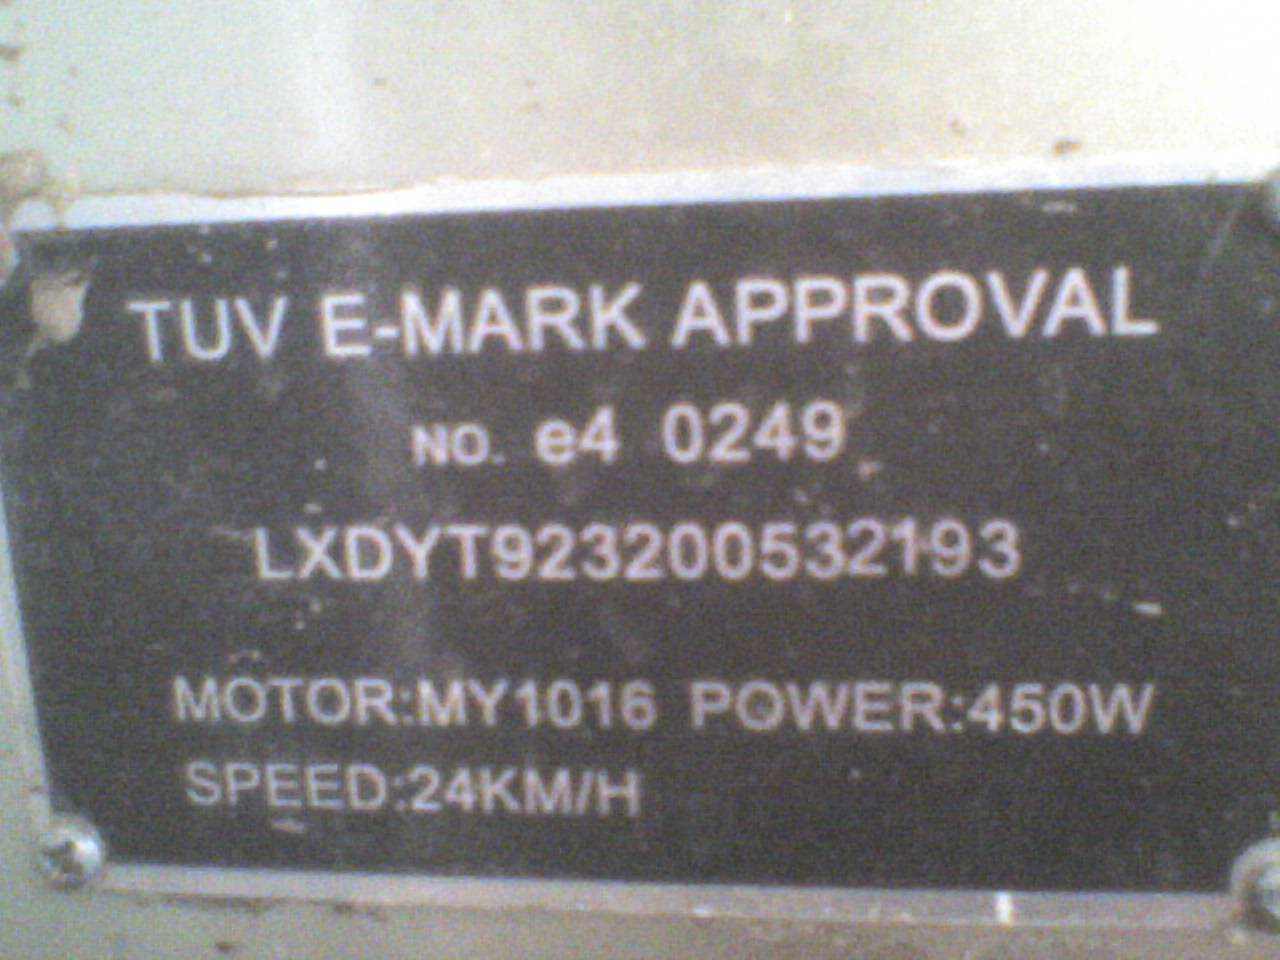 TUV E-MARK APPROVAL
NO. e4 0249
LXDYT923200532193
MOTOR:MY1016 POWER:450W
SPEED:24KM/H